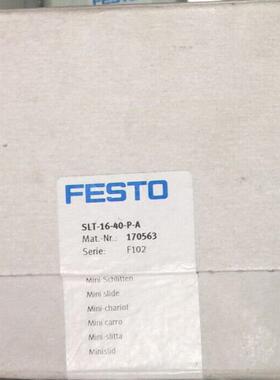 FESTO
SLT-16-40-P-A
Mat.-Nr.: 170563
Serie: F102
Mini Schlitten
Mini slide
Mini-chariot
Mini carro
Mini-slitta
Minislid